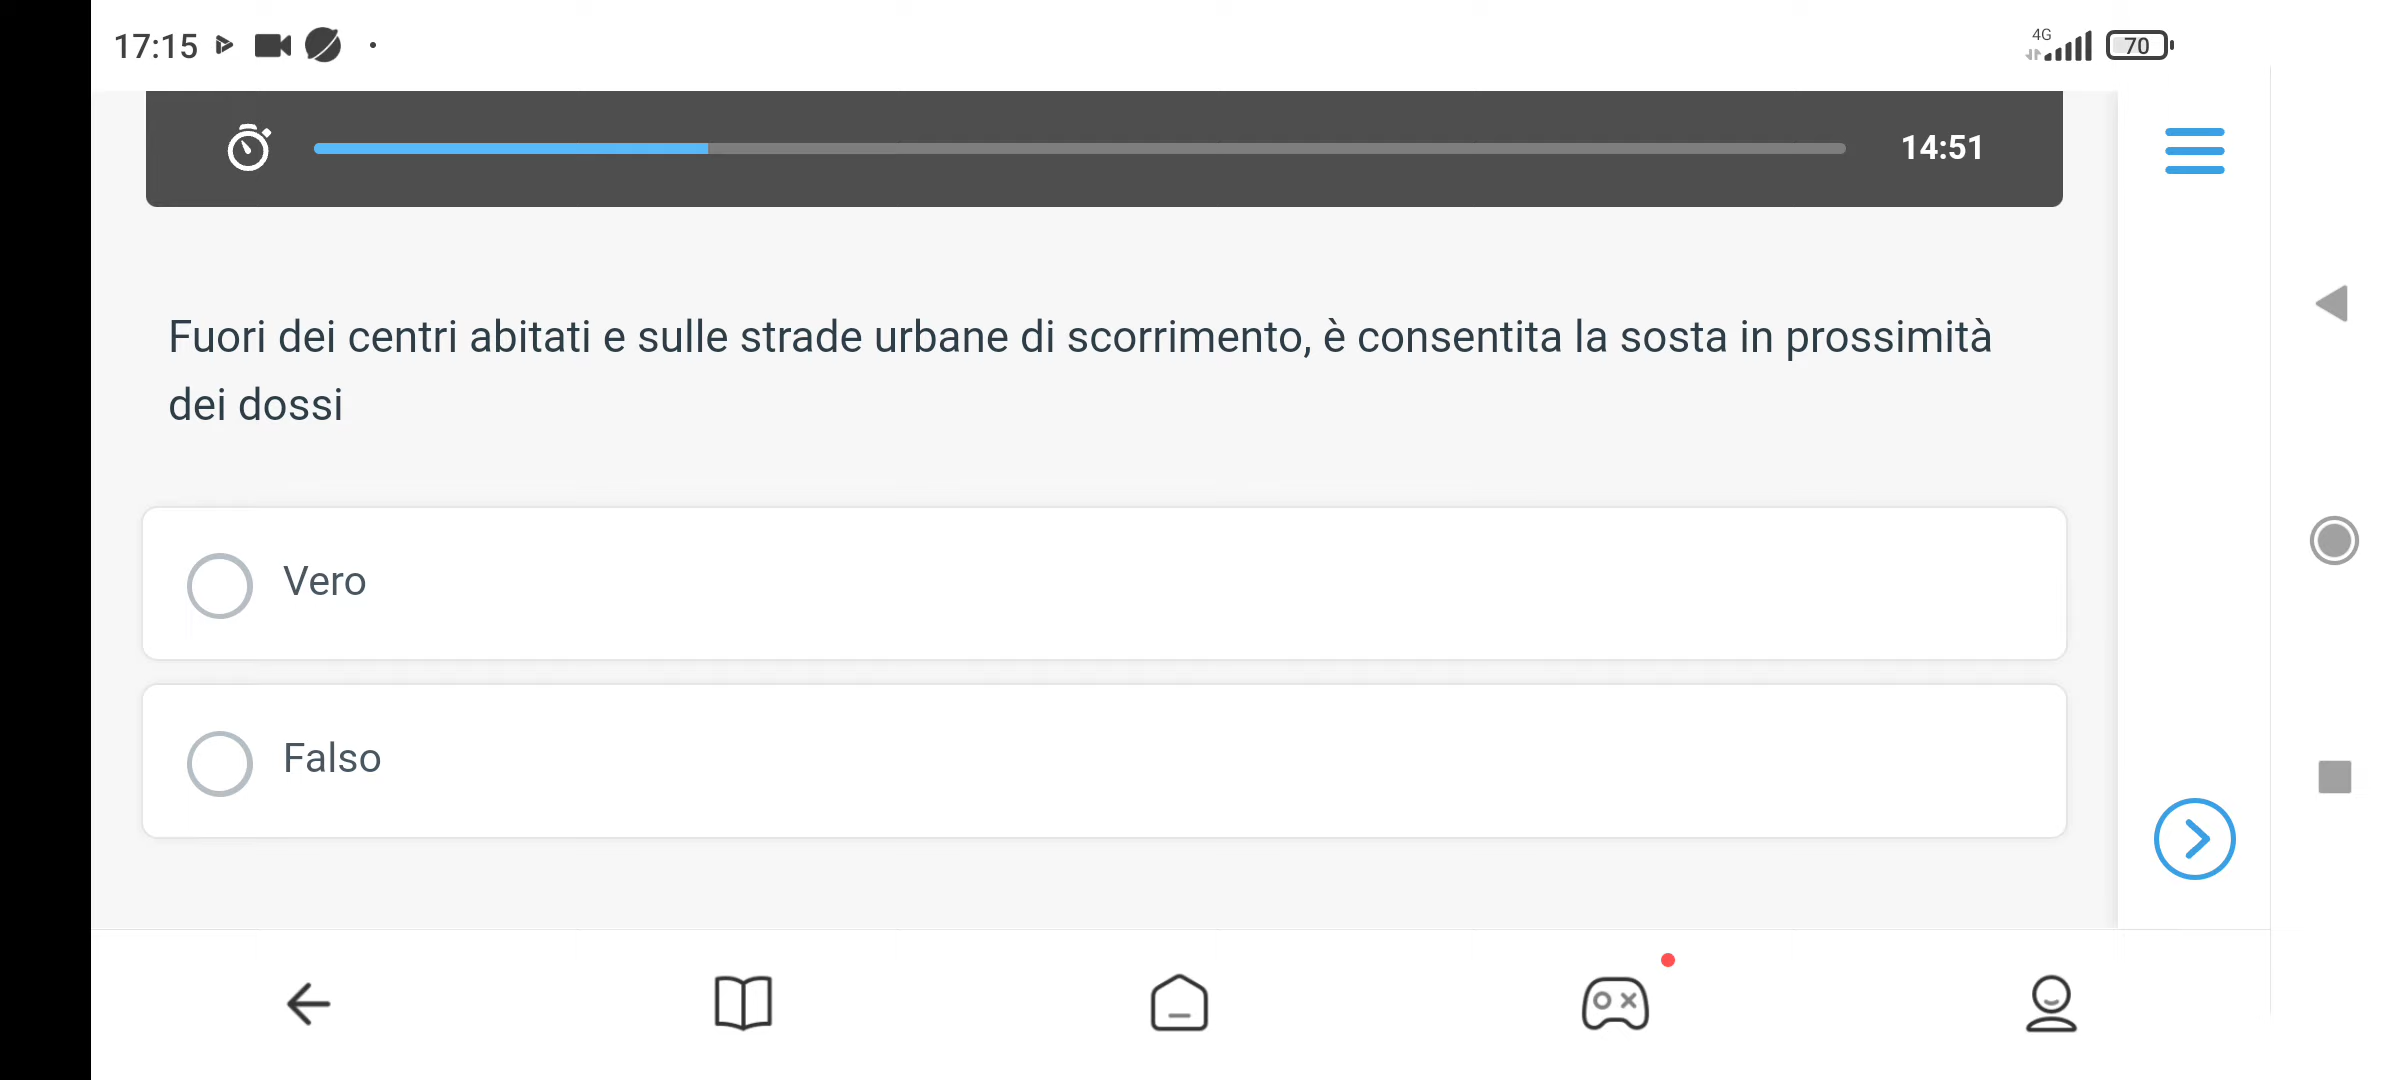 17:15
4G
70
14:51
Fuori dei centri abitati e sulle strade urbane di scorrimento, è consentita la sosta in prossimità
dei dossi
Vero
Falso